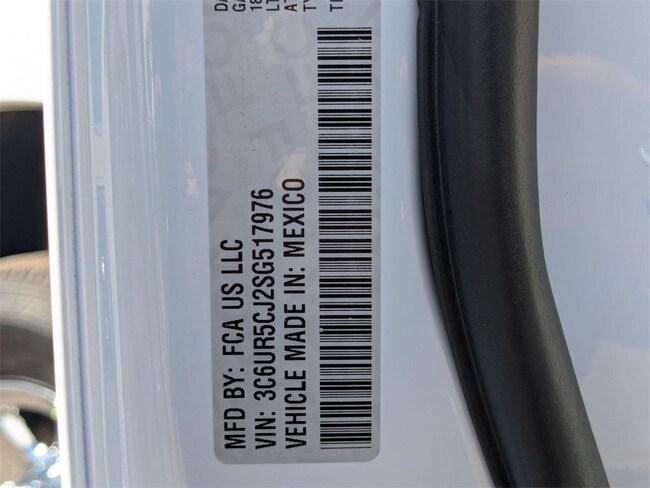 MFD BY: FCA US LLC
VIN: 3C6UR5CJ2SG517976
VEHICLE MADE IN: MEXICO